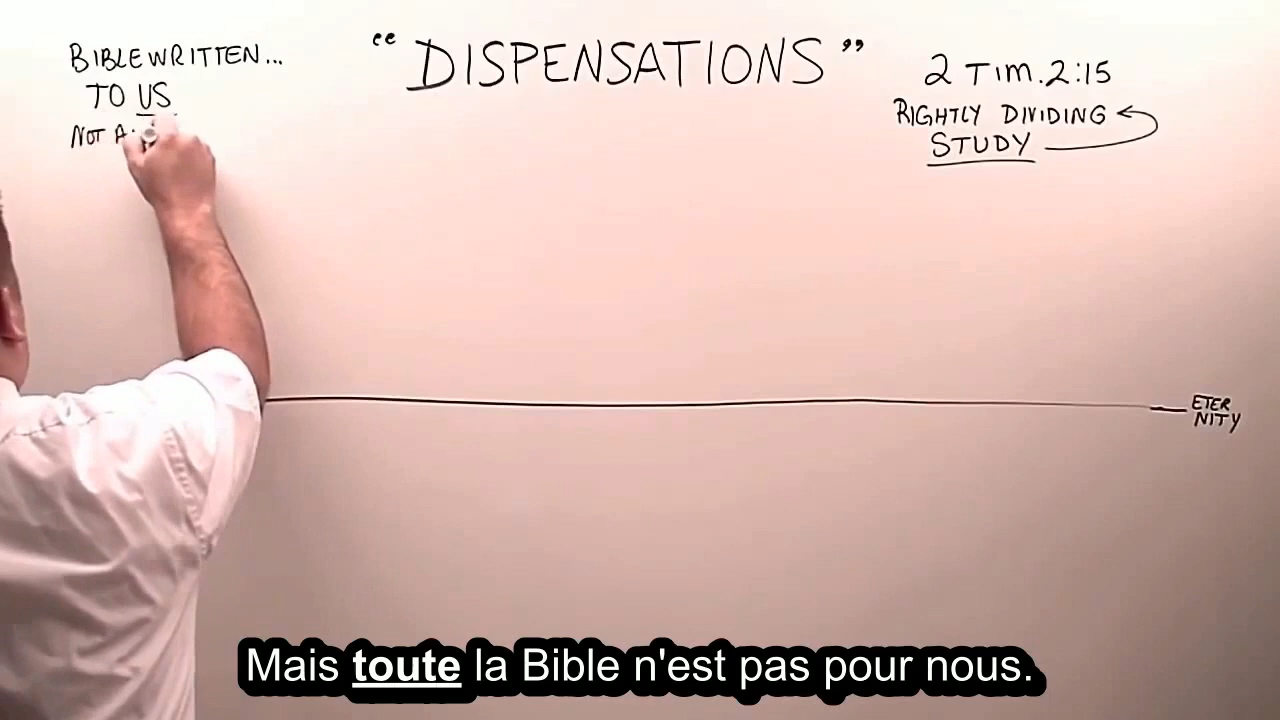 BIBLE WRITTEN...
TO US
NOT A
“DISPENSATIONS”
2 TIM. 2:15
RIGHTLY DIVIDING
STUDY
ETER
NITY
Mais toute la Bible n'est pas pour nous.